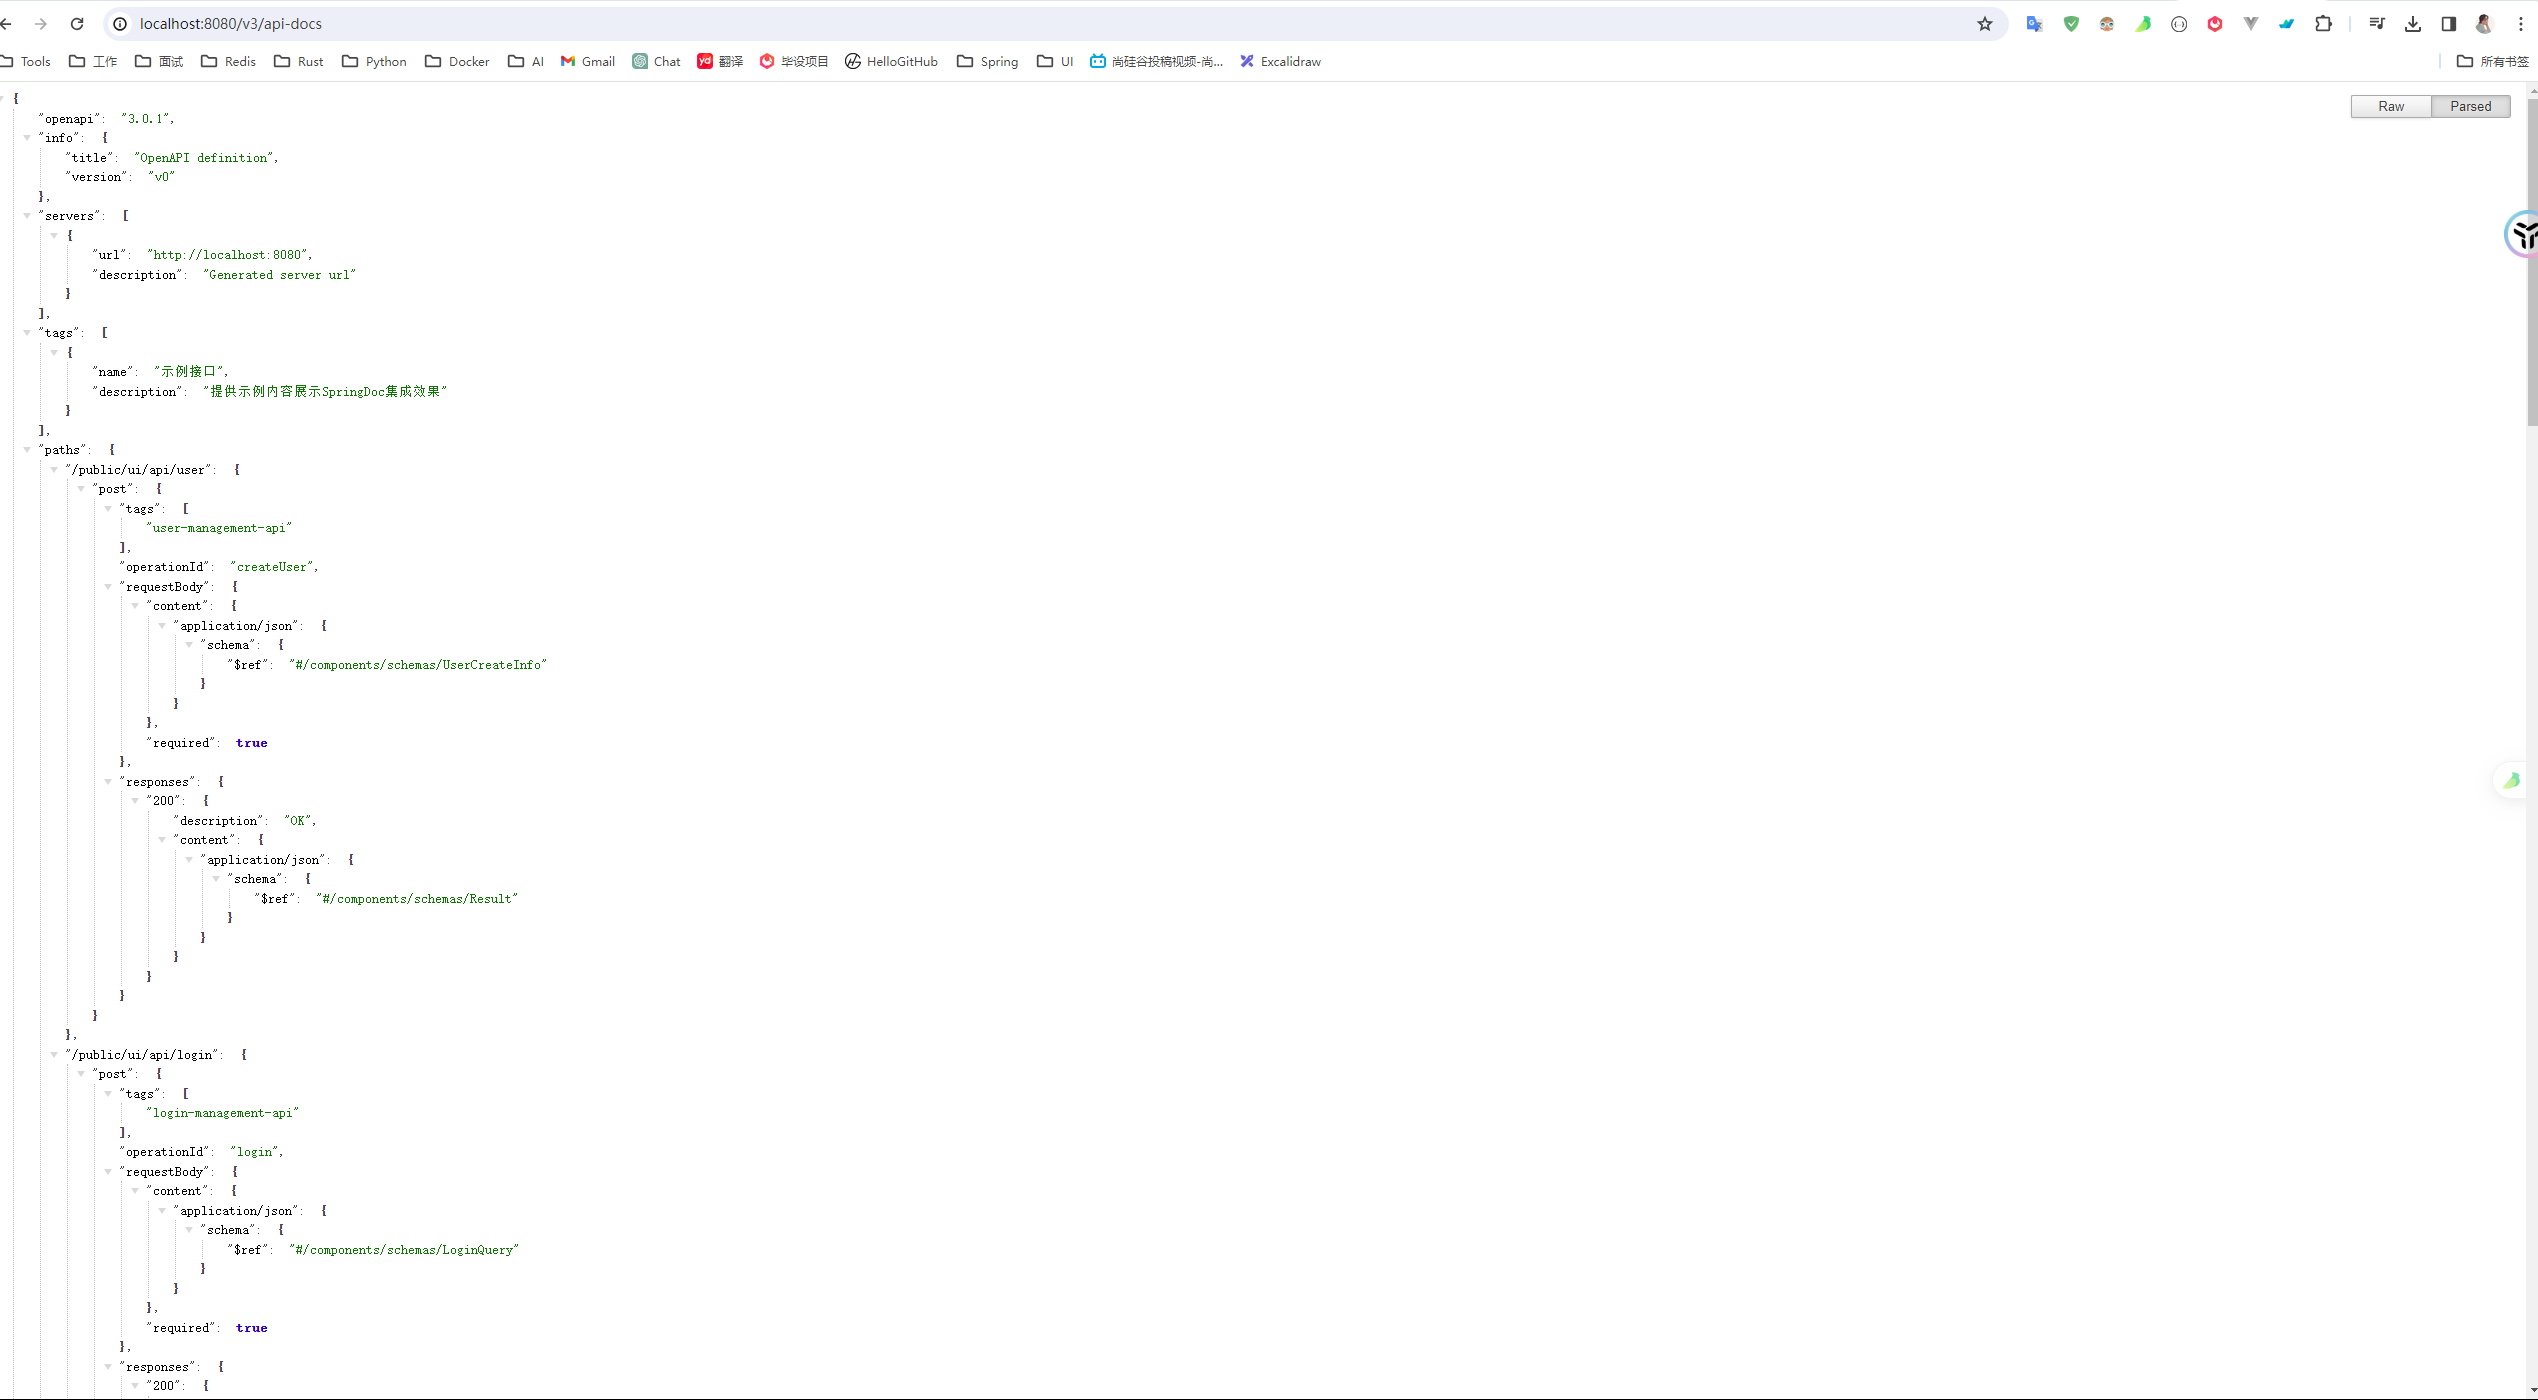 localhost:8080/v3/api-docs
Tools 工作 面试 Redis Rust Python Docker AI Gmail Chat yd 翻译 毕设项目 HelloGitHub Spring UI 尚硅谷投稿视频-尚... Excalidraw 所有书签
Raw Parsed
{
"openapi": "3.0.1",
"info": {
"title": "OpenAPI definition",
"version": "v0"
},
"servers": [
{
"url": "http://localhost:8080",
"description": "Generated server url"
}
],
"tags": [
{
"name": "示例接口",
"description": "提供示例内容展示SpringDoc集成效果"
}
],
"paths": {
"/public/ui/api/user": {
"post": {
"tags": [
"user-management-api"
],
"operationId": "createUser",
"requestBody": {
"content": {
"application/json": {
"schema": {
"$ref": "#/components/schemas/UserCreateInfo"
}
}
},
"required": true
},
"responses": {
"200": {
"description": "OK",
"content": {
"application/json": {
"schema": {
"$ref": "#/components/schemas/Result"
}
}
}
}
}
}
},
"/public/ui/api/login": {
"post": {
"tags": [
"login-management-api"
],
"operationId": "login",
"requestBody": {
"content": {
"application/json": {
"schema": {
"$ref": "#/components/schemas/LoginQuery"
}
}
},
"required": true
},
"responses": {
"200": {